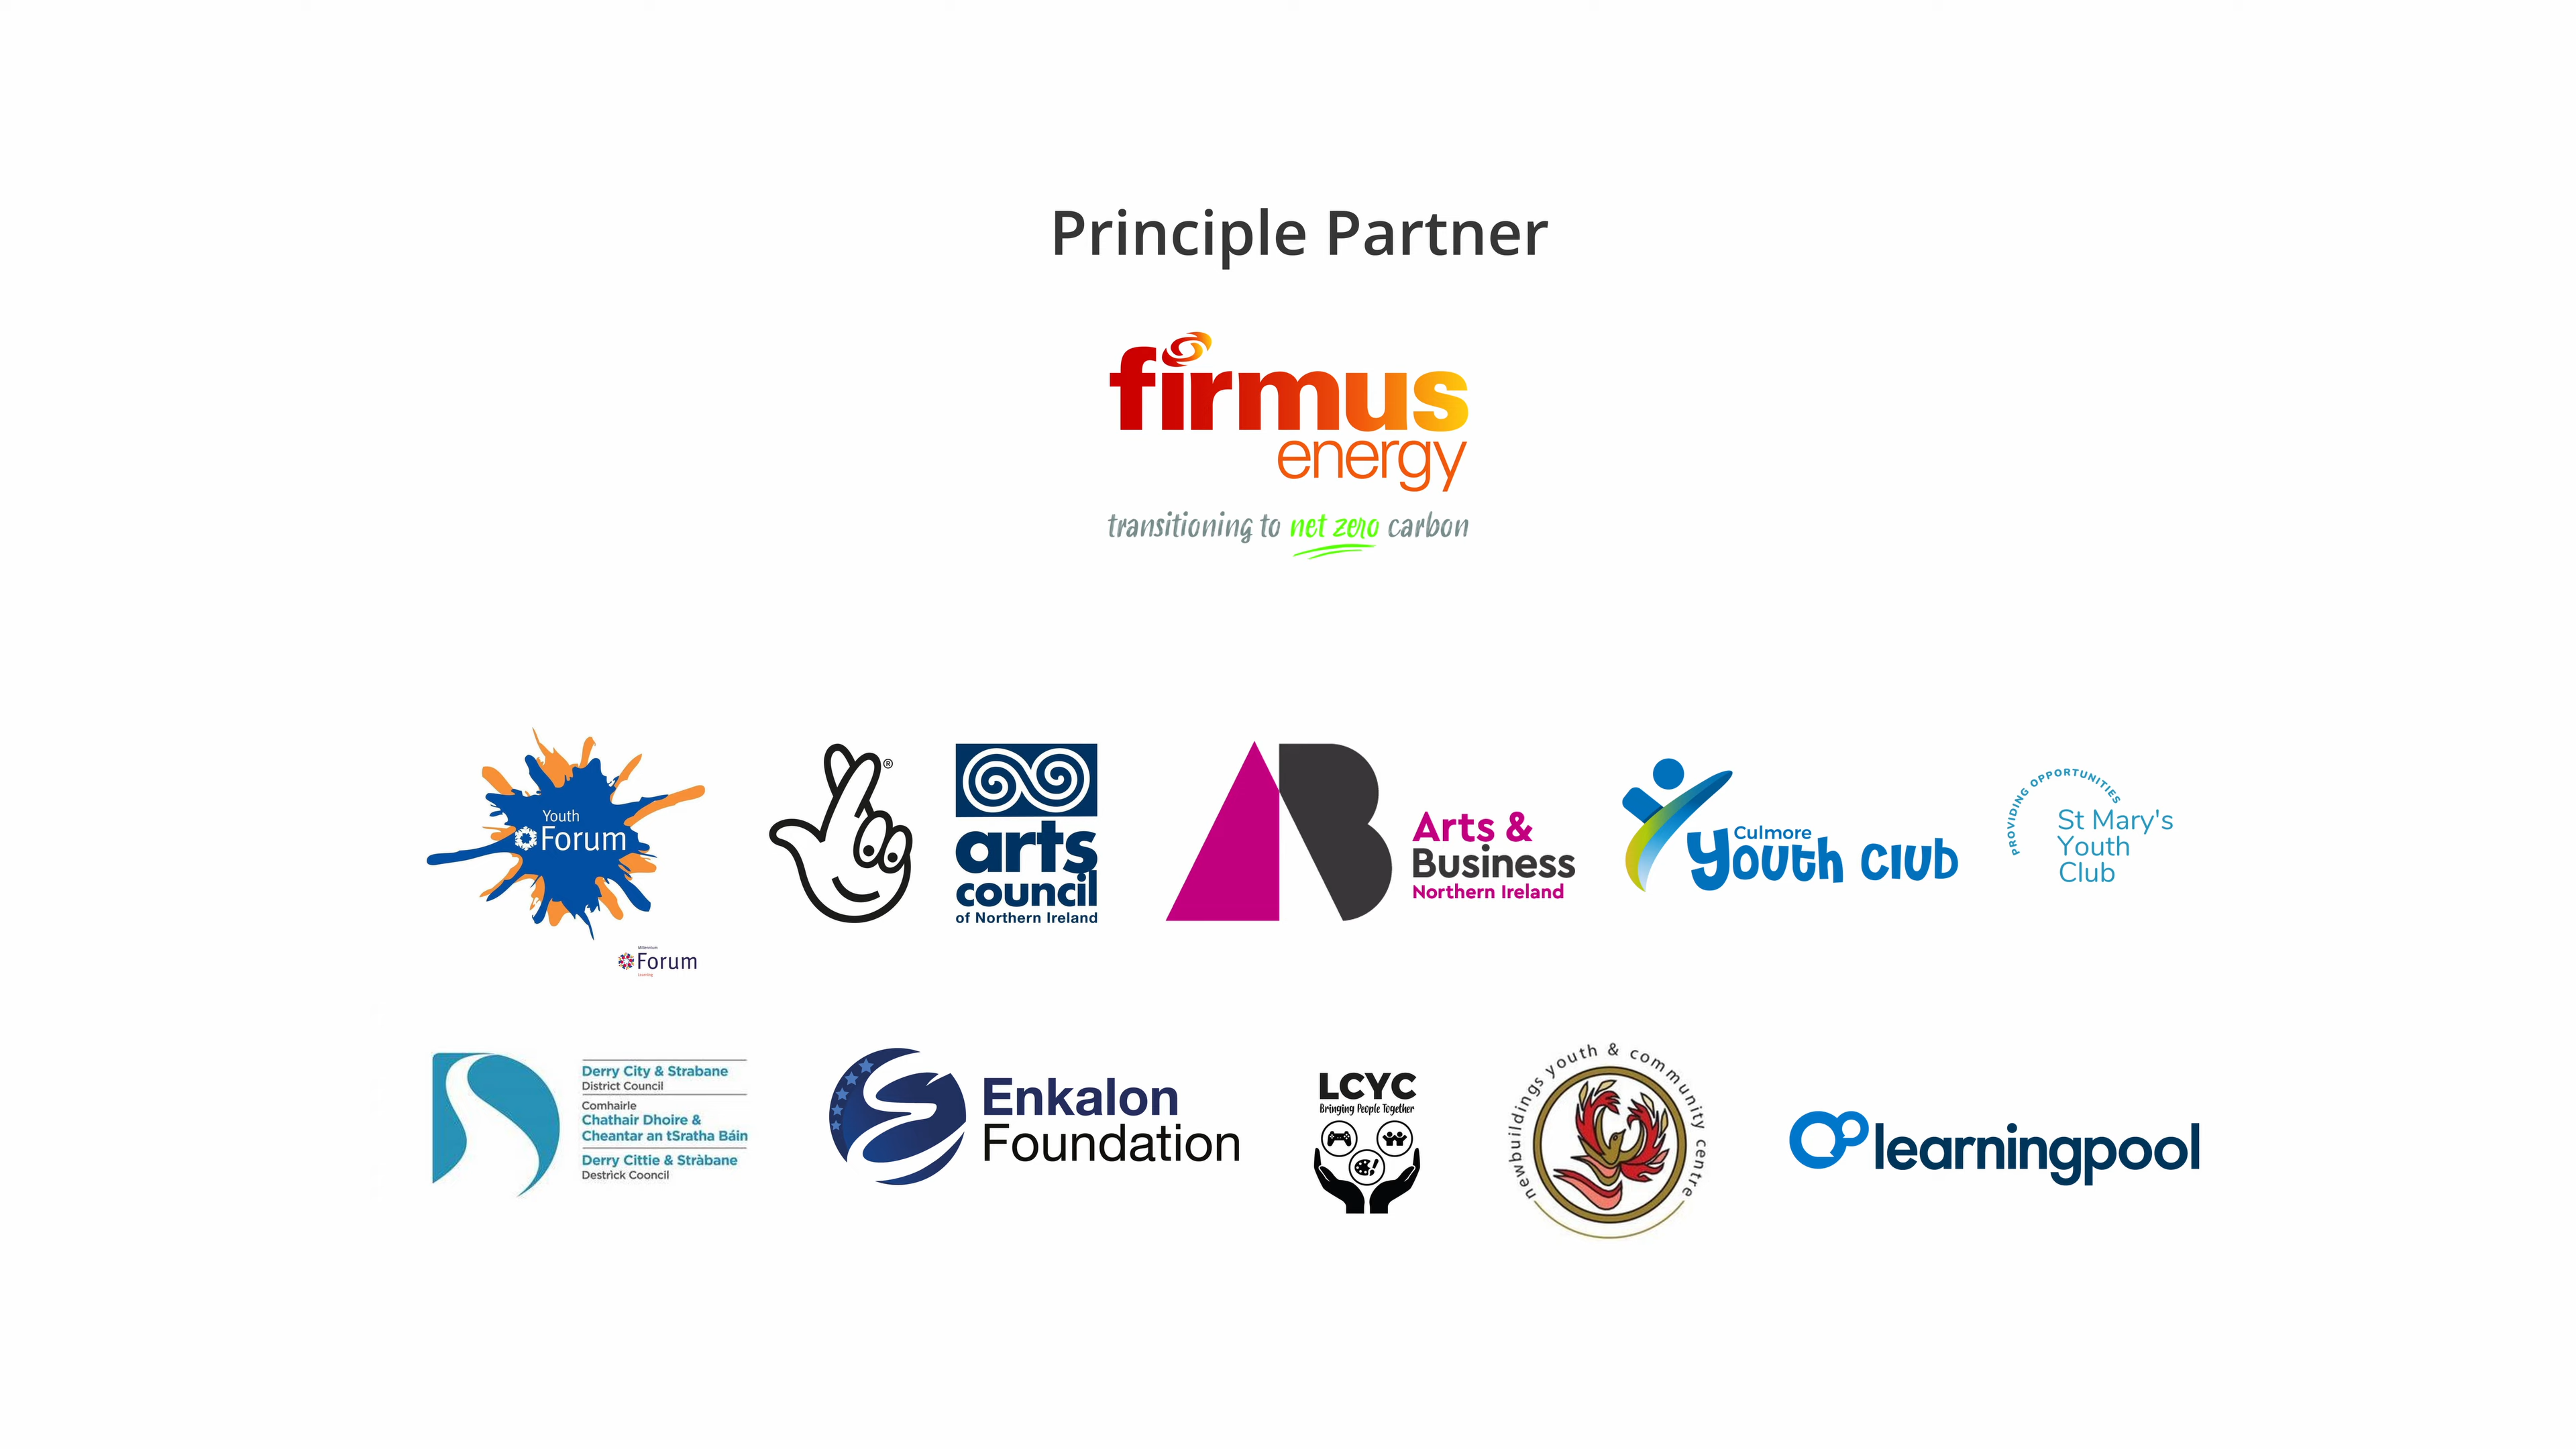 Principle Partner
firmus
energy
transitioning to net zero carbon
Youth
Forum
Millennium
Forum
Learning
®
arts
council
of Northern Ireland
Arts &
Business
Northern Ireland
Culmore
Youth Club
PROVIDING OPPORTUNITIES
St Mary's
Youth
Club
Derry City & Strabane
District Council
Comhairle
Chathair Dhoire &
Cheantar an tSratha Báin
Derry Cittie & Stràbane
Destrìck Cooncil
Enkalon
Foundation
LCYC
Bringing People Together
newbuildings youth & community centre
learningpool